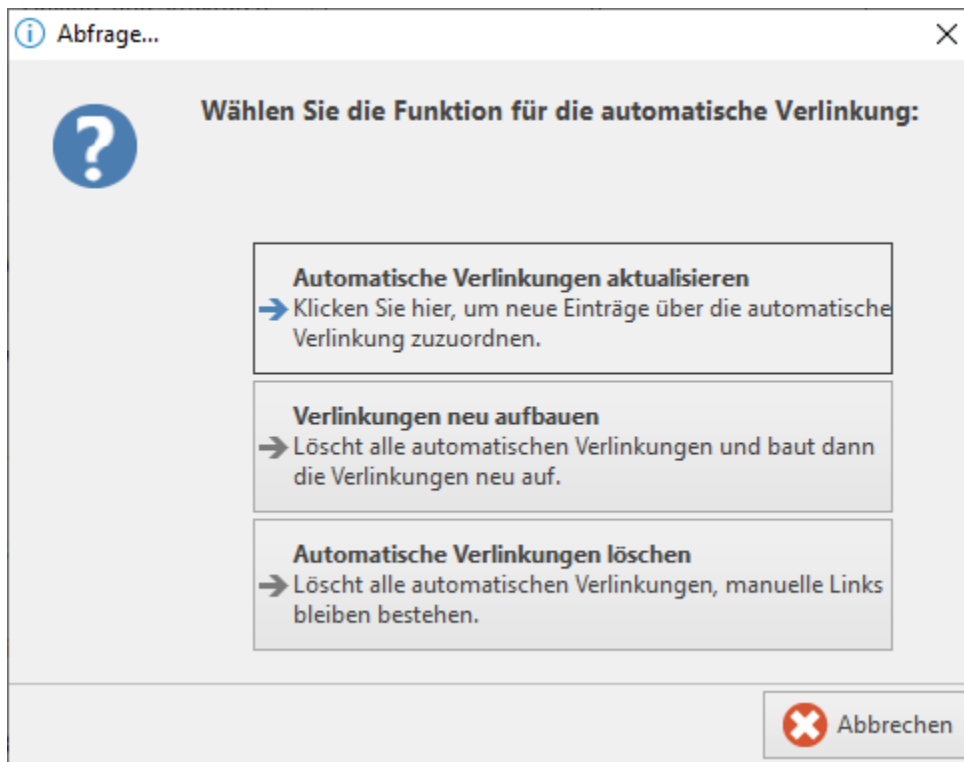 Abfrage...
Wählen Sie die Funktion für die automatische Verlinkung:
Automatische Verlinkungen aktualisieren
Klicken Sie hier, um neue Einträge über die automatische
Verlinkung zuzuordnen.
Verlinkungen neu aufbauen
Löscht alle automatischen Verlinkungen und baut dann
die Verlinkungen neu auf.
Automatische Verlinkungen löschen
Löscht alle automatischen Verlinkungen, manuelle Links
bleiben bestehen.
Abbrechen